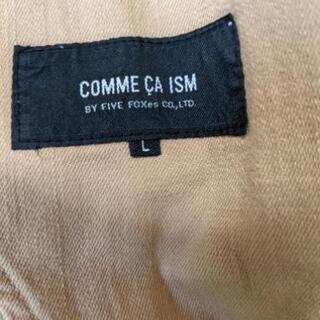 COMME ÇA ISM
BY FIVE FOXes CO.,LTD.
L